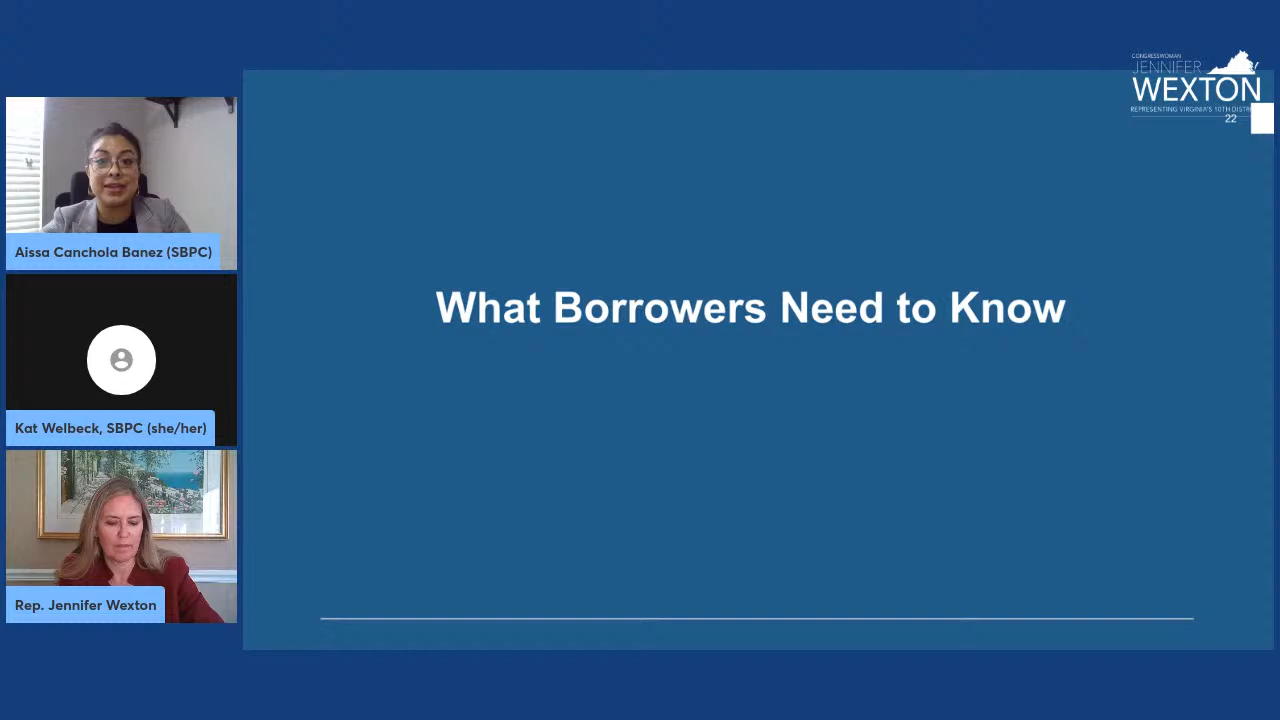 CONGRESSWOMAN
JENNIFER
WEXTON
REPRESENTING VIRGINIA'S 10TH
22
Aissa Canchola Banez (SBPC)
What Borrowers Need to Know
Kat Welbeck, SBPC (she/her)
Rep. Jennifer Wexton